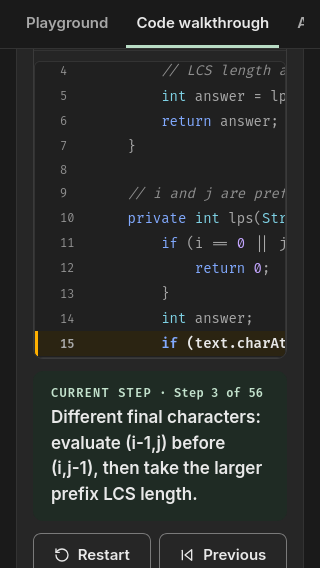 Playground Code walkthrough A
4 // LCS length a
5 int answer = lp
6 return answer;
7 }
8
9 // i and j are pref
10 private int lps(Str
11 if (i == 0 || j
12 return 0;
13 }
14 int answer;
15 if (text.charAt
CURRENT STEP · Step 3 of 56
Different final characters:
evaluate (i-1,j) before
(i,j-1), then take the larger
prefix LCS length.
Restart Previous